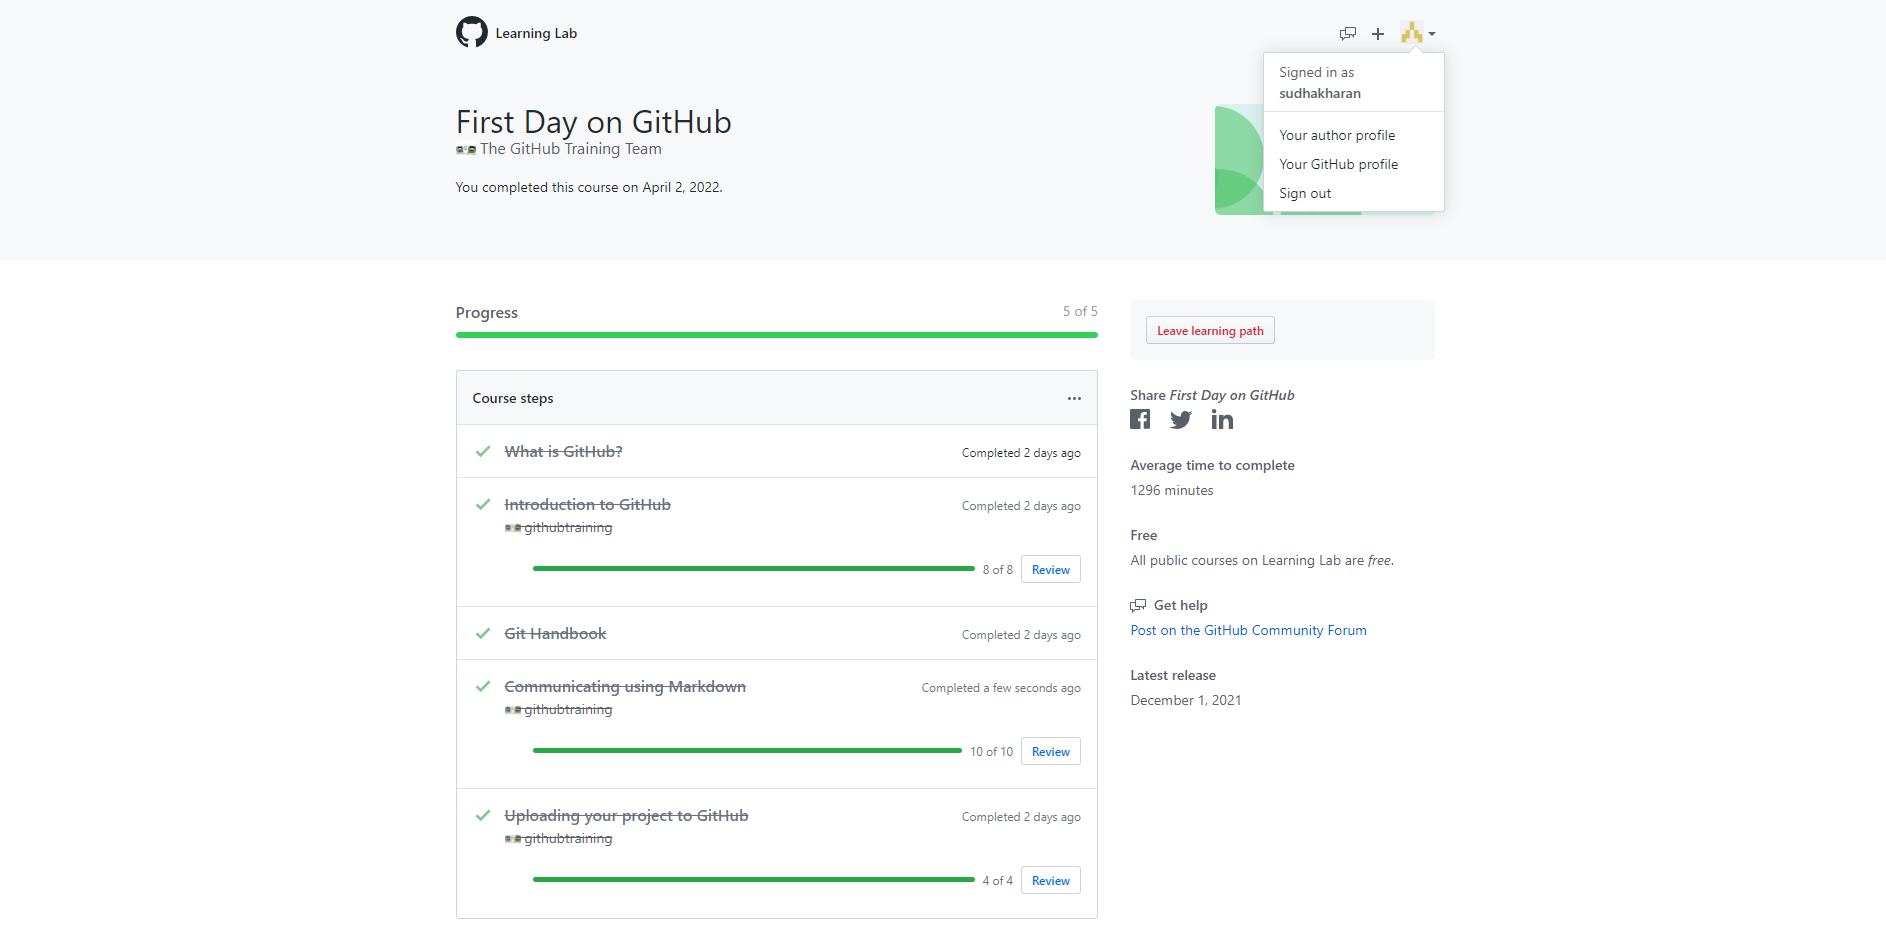 Learning Lab
Signed in as
sudhakharan
Your author profile
Your GitHub profile
Sign out
First Day on GitHub
The GitHub Training Team
You completed this course on April 2, 2022.
Progress
5 of 5
Course steps
What is GitHub?
Completed 2 days ago
Introduction to GitHub
Completed 2 days ago
githubtraining
8 of 8
Review
Git Handbook
Completed 2 days ago
Communicating using Markdown
Completed a few seconds ago
githubtraining
10 of 10
Review
Uploading your project to GitHub
Completed 2 days ago
githubtraining
4 of 4
Review
Leave learning path
Share First Day on GitHub
Average time to complete
1296 minutes
Free
All public courses on Learning Lab are free.
Get help
Post on the GitHub Community Forum
Latest release
December 1, 2021